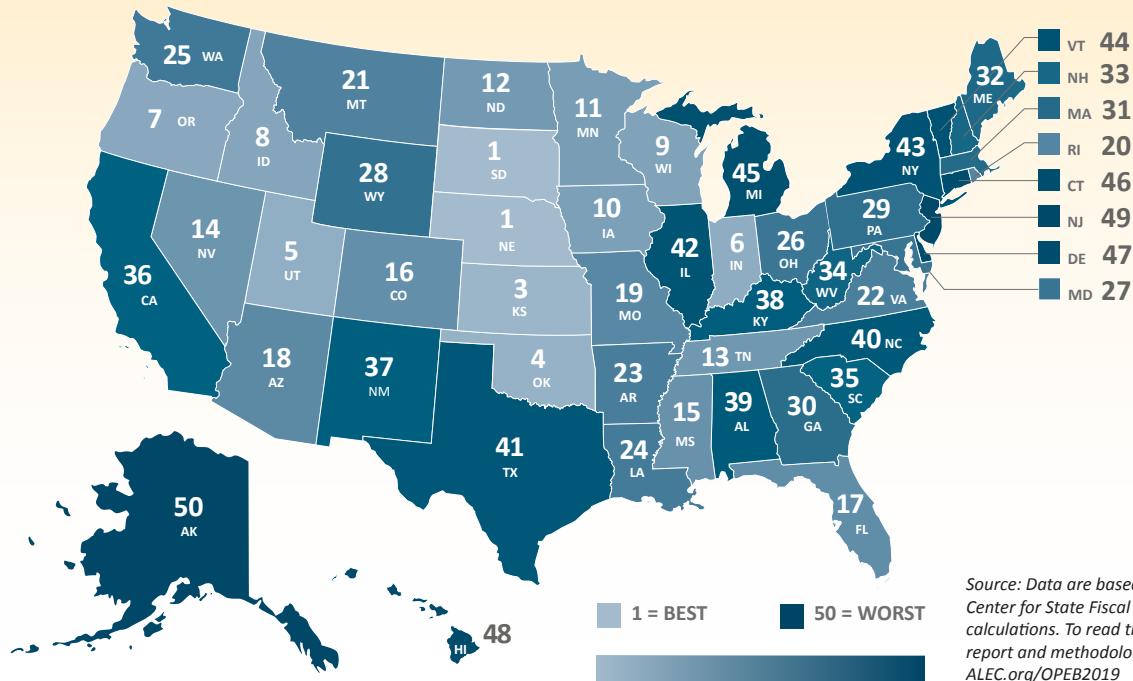 25 WA
7 OR
8
ID
21
MT
12
ND
11
MN
1
SD
9
WI
28
WY
1
NE
10
IA
14
NV
5
UT
16
CO
3
KS
36
CA
18
AZ
37
NM
4
OK
41
TX
19
MO
23
AR
24
LA
42
IL
6
IN
26
OH
45
MI
38
KY
13 TN
15
MS
39
AL
30
GA
17
FL
35
SC
40 NC
22 VA
34
WV
29
PA
43
NY
32
ME
VT 44
NH 33
MA 31
RI 20
CT 46
NJ 49
DE 47
MD 27
50
AK
HI 48
1 = BEST
50 = WORST
Source: Data are based
Center for State Fiscal
calculations. To read th
report and methodolo
ALEC.org/OPEB2019